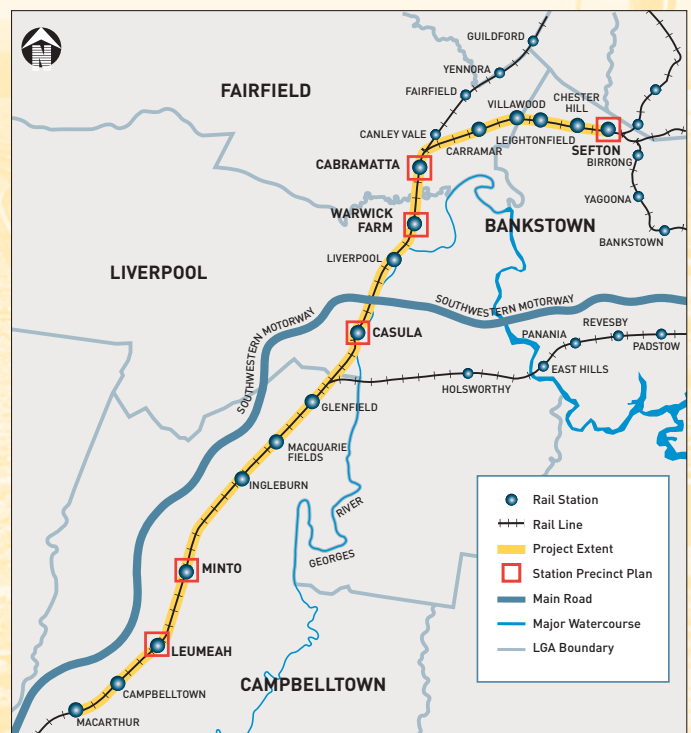 N
GUILDFORD
YENNORA
FAIRFIELD
FAIRFIELD
VILLAWOOD
CHESTER
HILL
CANLEY VALE
CARRAMAR
LEIGHTONFIELD
SEFTON
BIRRONG
CABRAMATTA
YAGOONA
WARWICK
FARM
BANKSTOWN
BANKSTOWN
LIVERPOOL
LIVERPOOL
SOUTHWESTERN MOTORWAY
SOUTHWESTERN MOTORWAY
CASULA
PANANIA
REVESBY
PADSTOW
EAST HILLS
HOLSWORTHY
GLENFIELD
MACQUARIE
FIELDS
INGLEBURN
GEORGES
RIVER
MINTO
LEUMEAH
CAMPBELLTOWN
CAMPBELLTOWN
MACARTHUR
Rail Station
Rail Line
Project Extent
Station Precinct Plan
Main Road
Major Watercourse
LGA Boundary